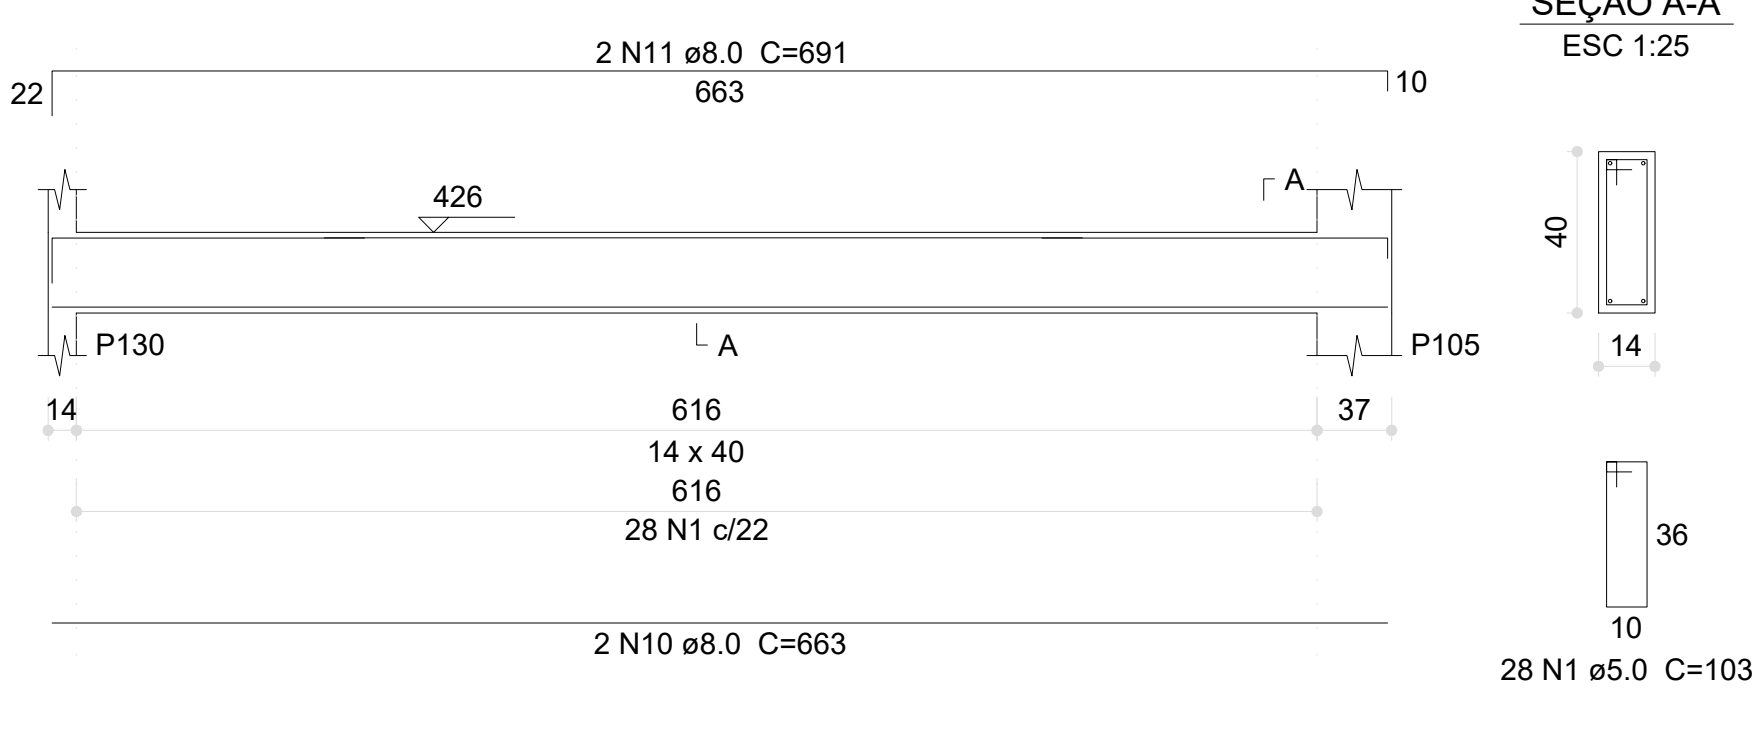 SEÇÃO A-A
ESC 1:25
2 N11 ø8.0 C=691
22
663
10
426
A
40
P130
A
P105
14
14
616
37
14 x 40
616
28 N1 c/22
36
10
2 N10 ø8.0 C=663
28 N1 ø5.0 C=103